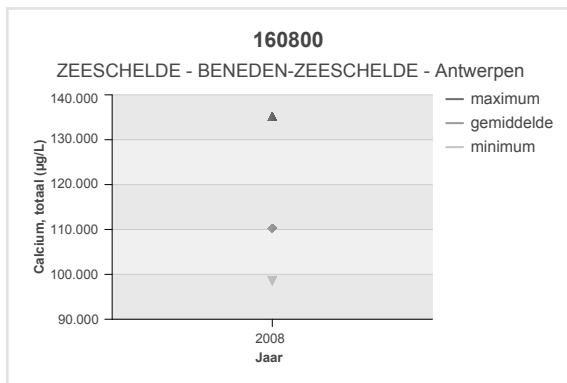 160800
ZEESCHELDE - BENEDEN-ZEESCHELDE - Antwerpen
Calcium, totaal (µg/L)
140.000
130.000
120.000
110.000
100.000
90.000
2008
Jaar
maximum
gemiddelde
minimum